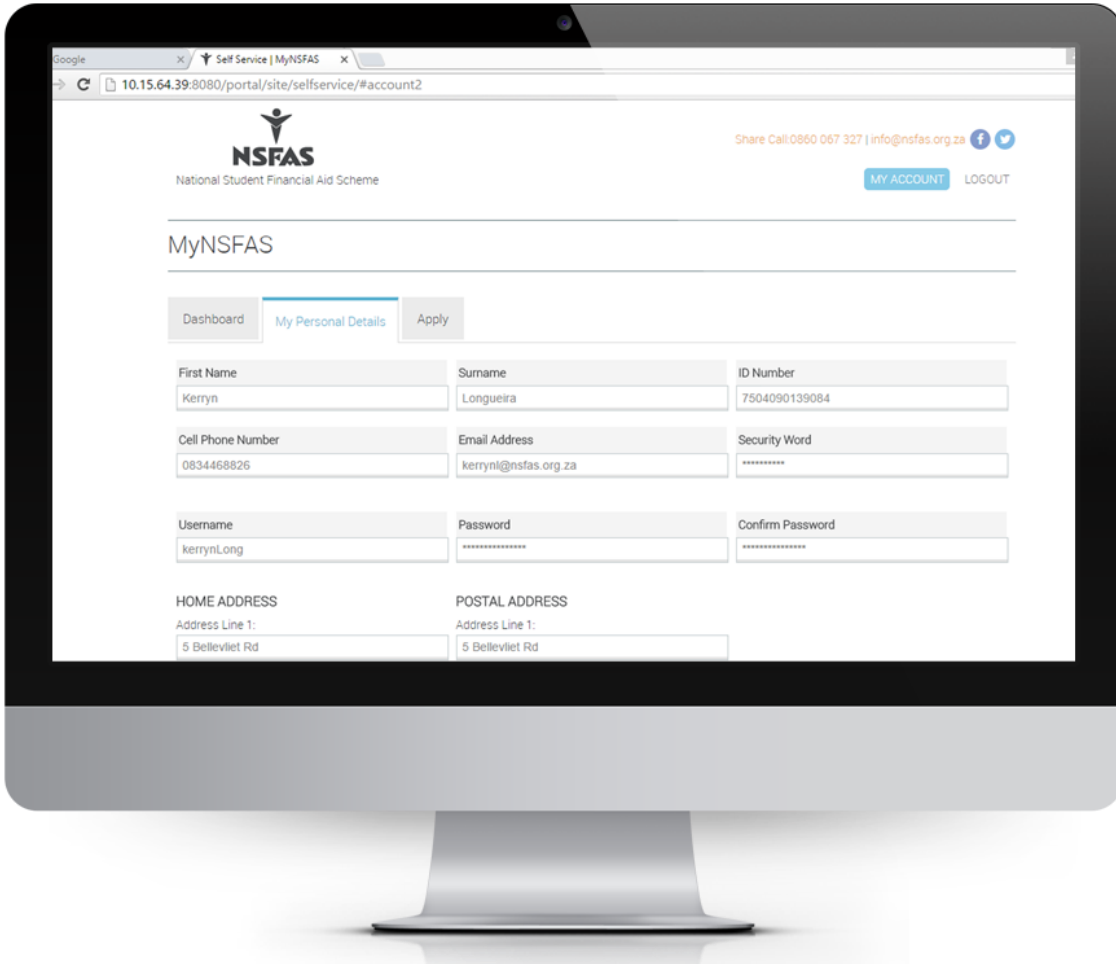 Google
Self Service | MyNSFAS
10.15.64.39:8080/portal/site/selfservice/#account2
NSFAS
National Student Financial Aid Scheme
Share Call:0860 067 327 | info@nsfas.org.za
MY ACCOUNT LOGOUT
MyNSFAS
Dashboard My Personal Details Apply
First Name Surname ID Number
Kerryn Longueira 7504090139084
Cell Phone Number Email Address Security Word
0834468826 kerrynl@nsfas.org.za **********
Username Password Confirm Password
kerrynLong *************** ***************
HOME ADDRESS POSTAL ADDRESS
Address Line 1: Address Line 1:
5 Bellevliet Rd 5 Bellevliet Rd